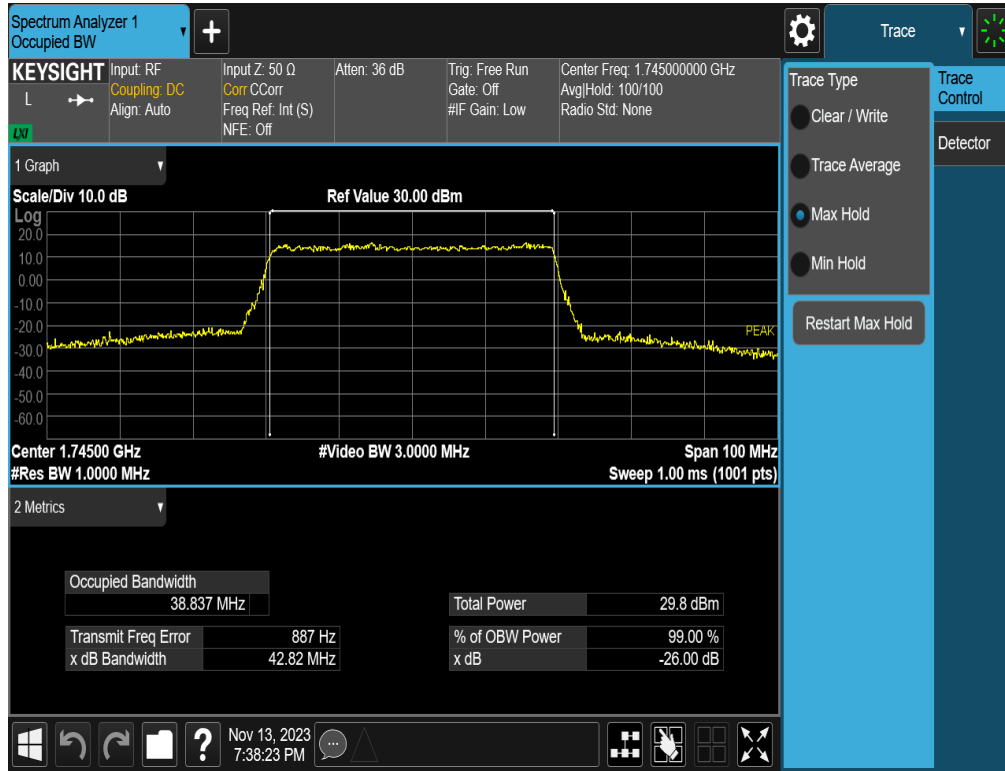 Spectrum Analyzer 1
Occupied BW
+
Trace
KEYSIGHT
L
LXI
Input: RF
Coupling: DC
Align: Auto
Input Z: 50 Ω
Corr CCorr
Freq Ref: Int (S)
NFE: Off
Atten: 36 dB
Trig: Free Run
Gate: Off
#IF Gain: Low
Center Freq: 1.745000000 GHz
Avg|Hold: 100/100
Radio Std: None
Trace Type
Clear / Write
Trace Average
Max Hold
Min Hold
Restart Max Hold
Trace
Control
Detector
1 Graph
Scale/Div 10.0 dB
Ref Value 30.00 dBm
Log
20.0
10.0
0.00
-10.0
-20.0
-30.0
-40.0
-50.0
-60.0
PEAK
Center 1.74500 GHz
#Video BW 3.0000 MHz
Span 100 MHz
#Res BW 1.0000 MHz
Sweep 1.00 ms (1001 pts)
2 Metrics
Occupied Bandwidth
38.837 MHz
Total Power 29.8 dBm
Transmit Freq Error 887 Hz
% of OBW Power 99.00 %
x dB Bandwidth 42.82 MHz
x dB -26.00 dB
?
Nov 13, 2023
7:38:23 PM